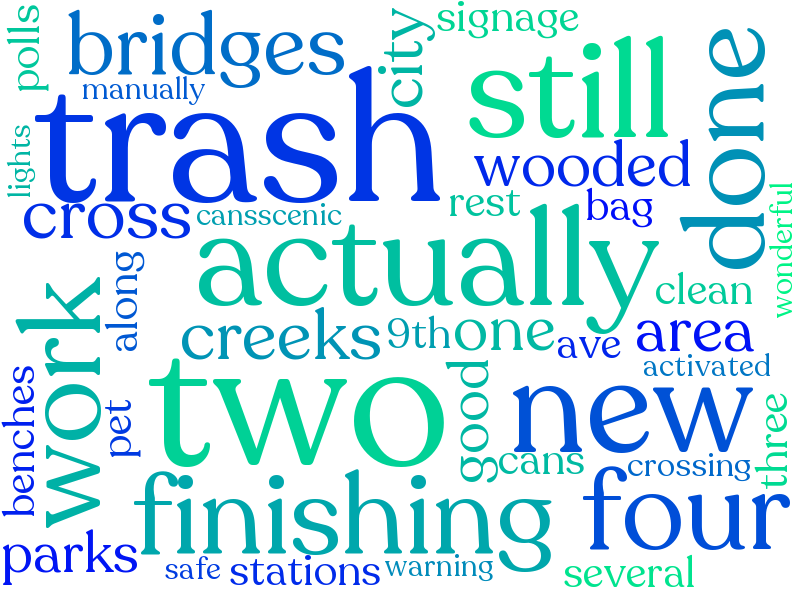 polls
bridges
city
signage
manually
still
done
trash
lights
wooded
cross
cansscenic
rest
bag
wonderful
actually
along
clean
work
creeks
9th
one
ave
area
activated
two
good
new
benches
pet
cans
crossing
three
finishing
four
parks
safe
stations
warning
several